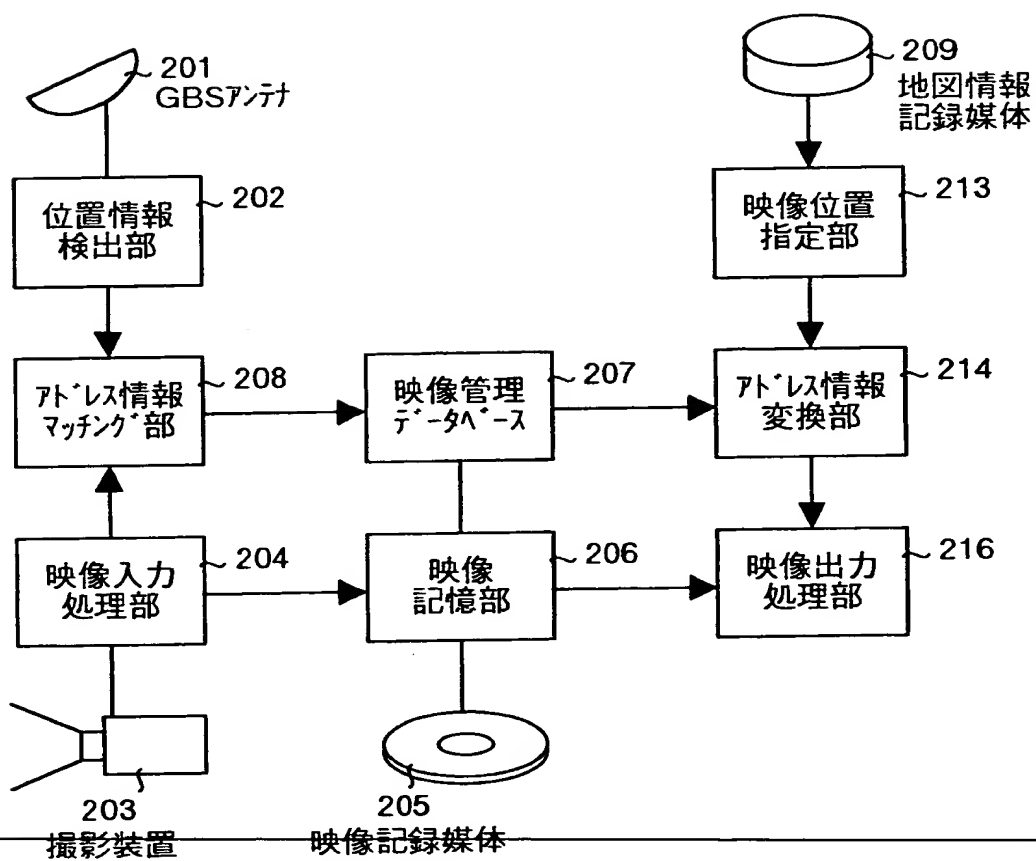 201
GBSアンテナ
209
地図情報
記録媒体
位置情報
検出部
202
映像位置
指定部
213
アドレス情報
マッチング部
208
映像管理
データベース
207
アドレス情報
変換部
214
映像入力
処理部
204
映像
記憶部
206
映像出力
処理部
216
203
撮影装置
205
映像記録媒体